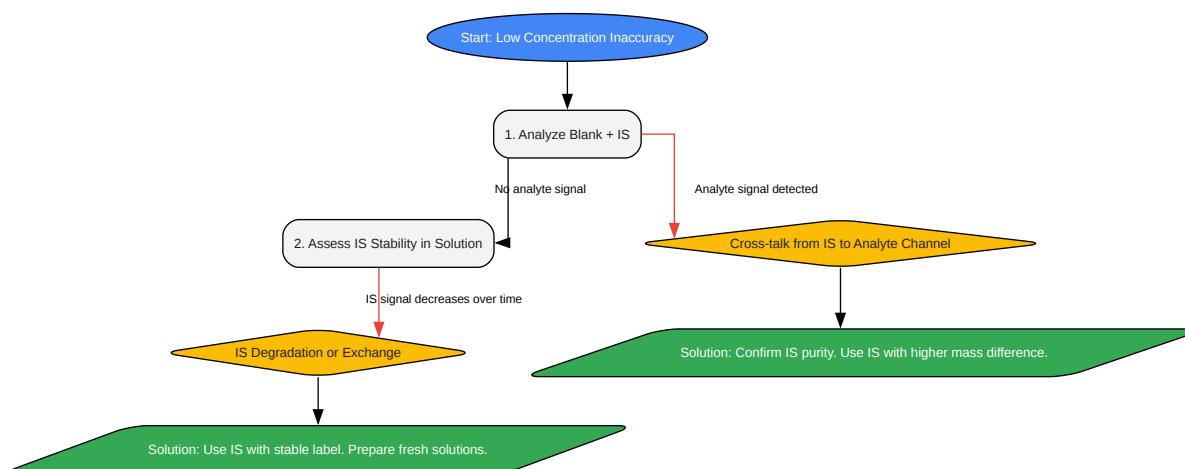 Start: Low Concentration Inaccuracy
1. Analyze Blank + IS
No analyte signal
Analyte signal detected
2. Assess IS Stability in Solution
Cross-talk from IS to Analyte Channel
IS signal decreases over time
IS Degradation or Exchange
Solution: Confirm IS purity. Use IS with higher mass difference.
Solution: Use IS with stable label. Prepare fresh solutions.